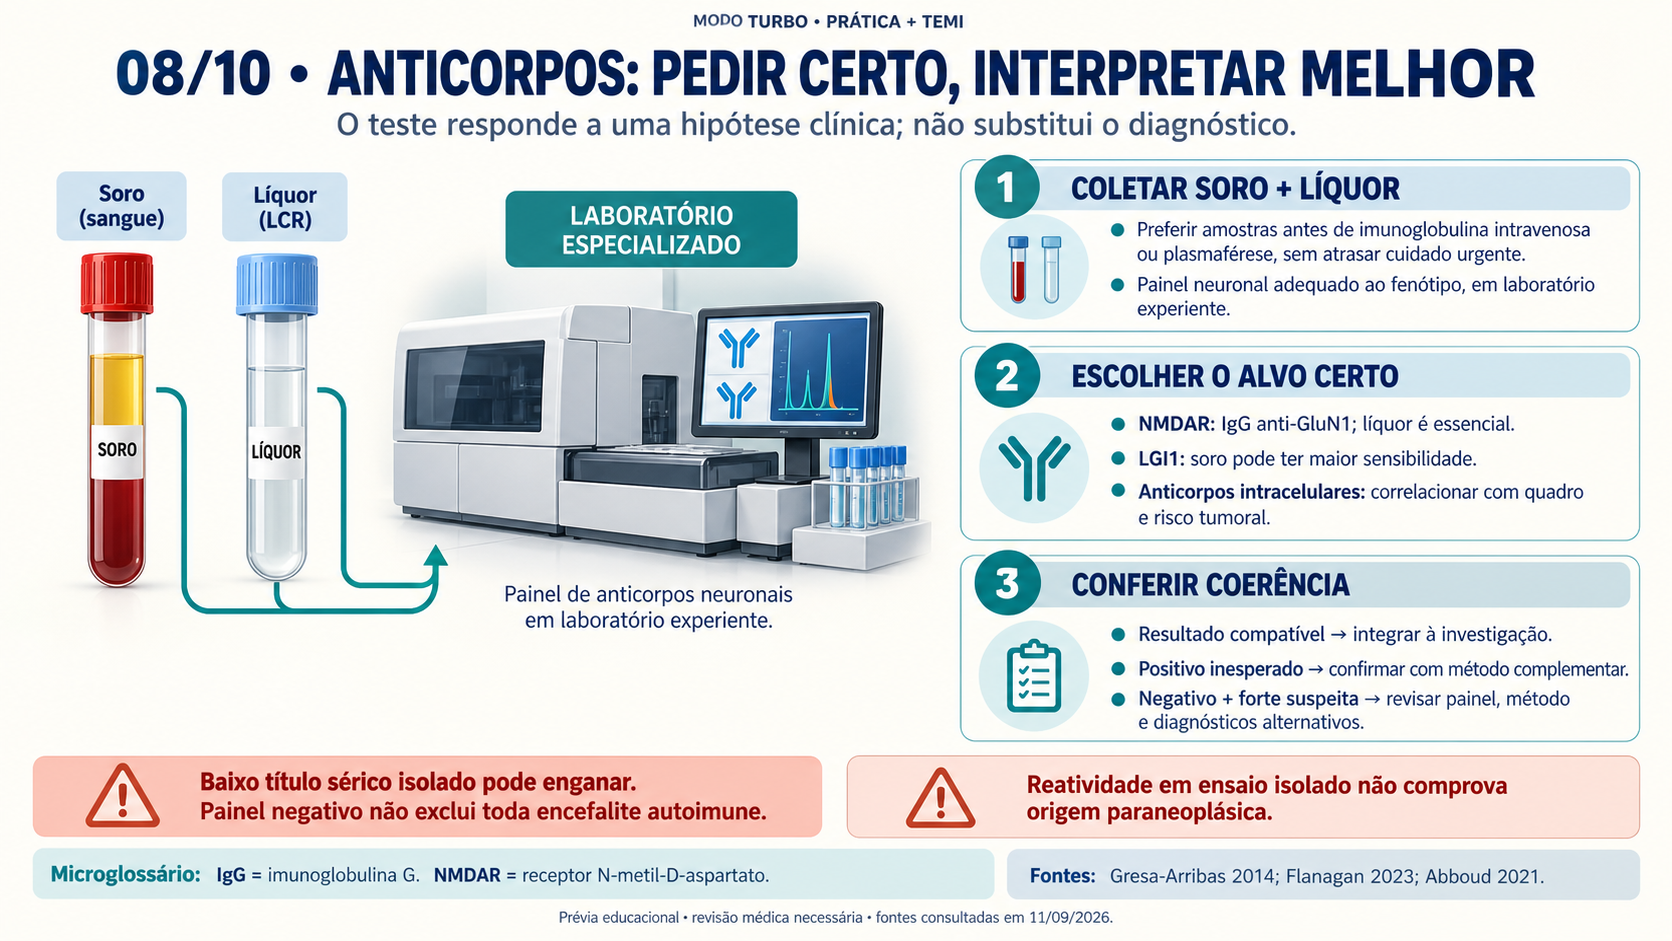 MODO TURBO • PRÁTICA + TEMI
08/10 • ANTICORPOS: PEDIR CERTO, INTERPRETAR MELHOR
O teste responde a uma hipótese clínica; não substitui o diagnóstico.
Soro
(sangue)
Líquor
(LCR)
SORO
LÍQUOR
LABORATÓRIO
ESPECIALIZADO
Painel de anticorpos neuronais
em laboratório experiente.
1
COLETAR SORO + LÍQUOR
• Preferir amostras antes de imunoglobulina intravenosa
ou plasmaférese, sem atrasar cuidado urgente.
• Painel neuronal adequado ao fenótipo, em laboratório
experiente.
2
ESCOLHER O ALVO CERTO
• NMDAR: IgG anti-GluN1; líquor é essencial.
• LGI1: soro pode ter maior sensibilidade.
• Anticorpos intracelulares: correlacionar com quadro
e risco tumoral.
3
CONFERIR COERÊNCIA
• Resultado compatível → integrar à investigação.
• Positivo inesperado → confirmar com método complementar.
• Negativo + forte suspeita → revisar painel, método
e diagnósticos alternativos.
Baixo título sérico isolado pode enganar.
Painel negativo não exclui toda encefalite autoimune.
Reatividade em ensaio isolado não comprova
origem paraneoplásica.
Microglossário: IgG = imunoglobulina G. NMDAR = receptor N-metil-D-aspartato.
Fontes: Gresa-Arribas 2014; Flanagan 2023; Abboud 2021.
Prévia educacional • revisão médica necessária • fontes consultadas em 11/09/2026.